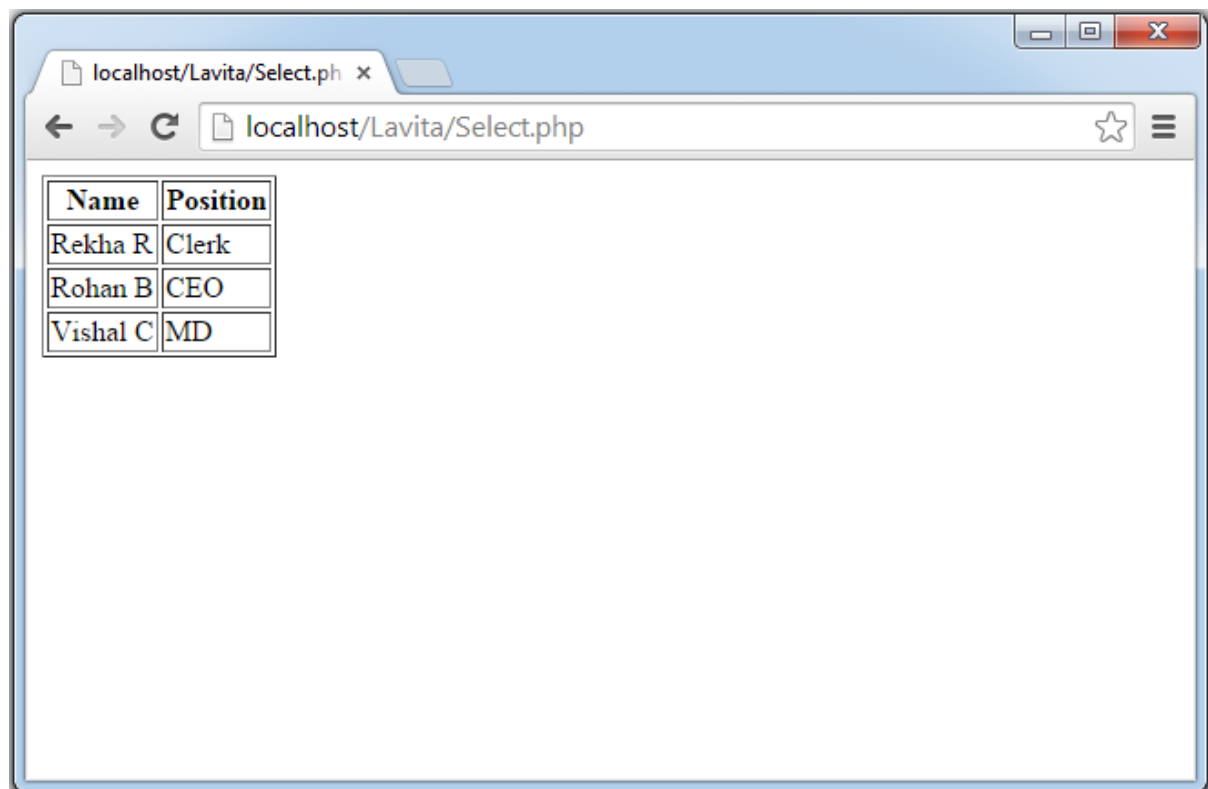 localhost/Lavita/Select.ph
localhost/Lavita/Select.php
Name Position
Rekha R Clerk
Rohan B CEO
Vishal C MD